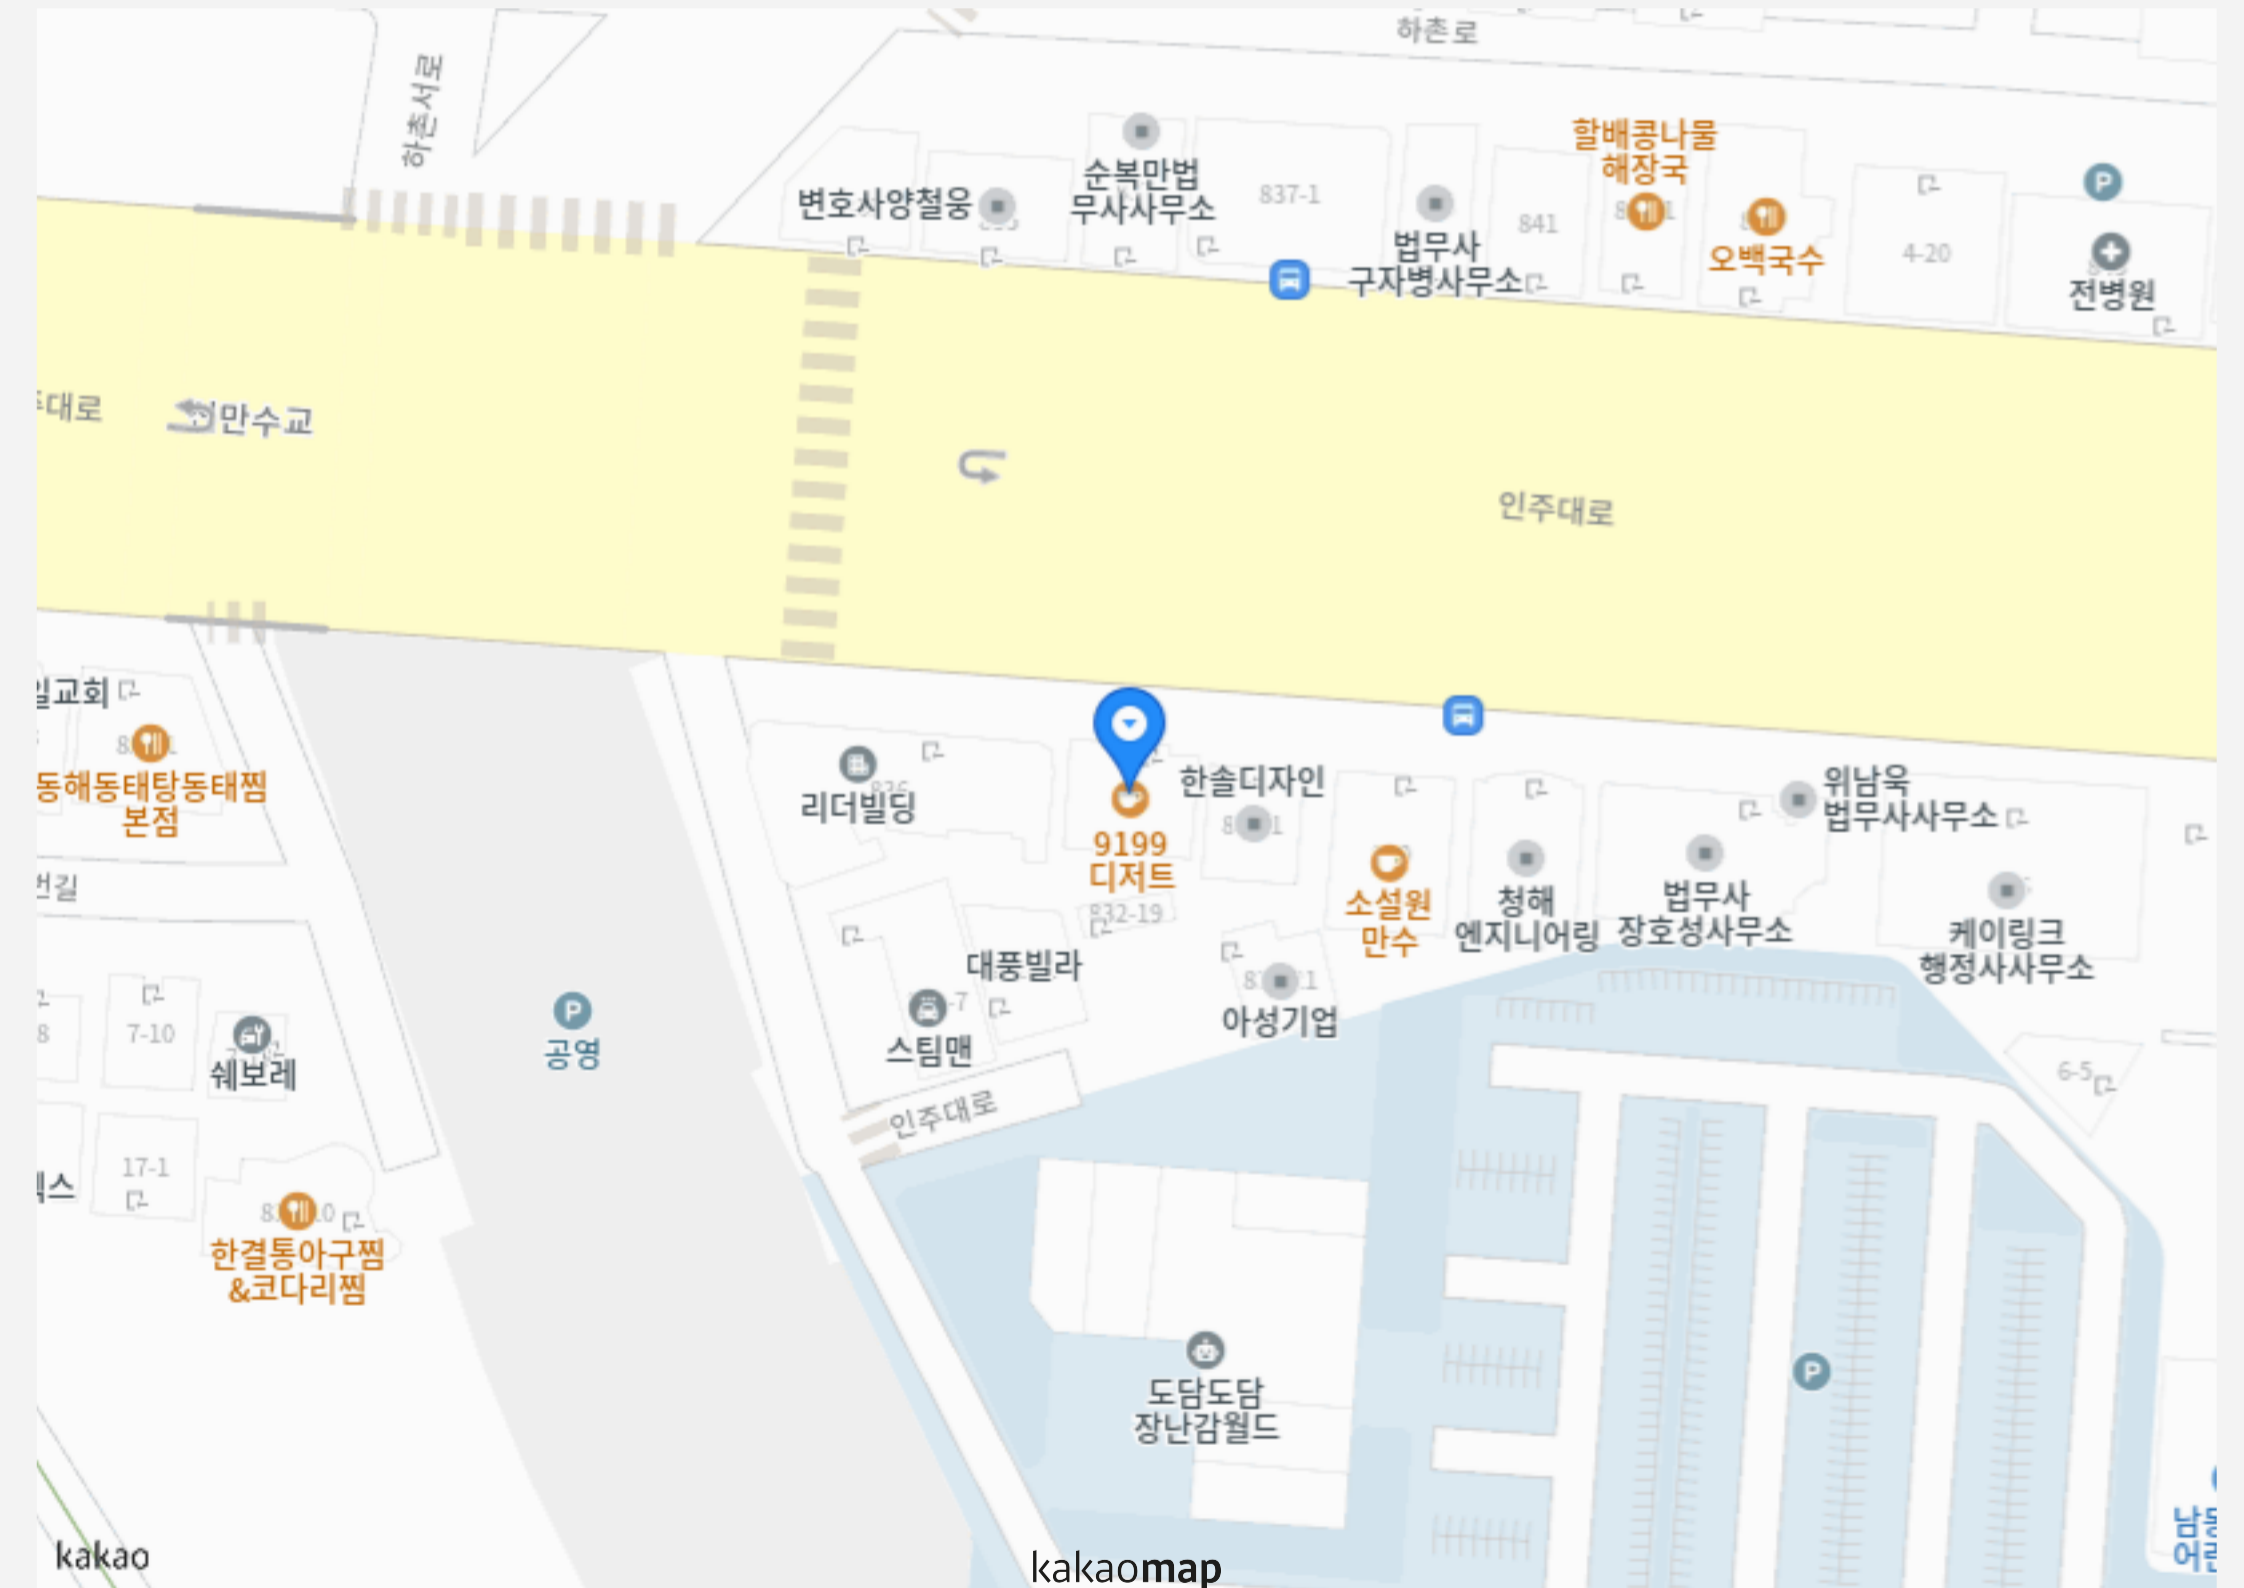 하촌로
하촌서로
할배콩나물
해장국
순복만법
무사사무소
변호사양철웅
837-1
841
법무사
구자병사무소
오백국수
4-20
P
전병원
대로
만수교
인주대로
일교회
동해동태탕동태찜
본점
리더빌딩
9199
디저트
832-19
한솔디자인
소설원
만수
청해
엔지니어링
법무사
장호성사무소
위남욱
법무사사무소
케이링크
행정사사무소
번길
7-10
8
쉐보레
P
공영
대풍빌라
-7
스팀맨
아성기업
6-5
인주대로
17-1
스
한결통아구찜
&코다리찜
도담도담
장난감월드
P
kakao
kakaomap